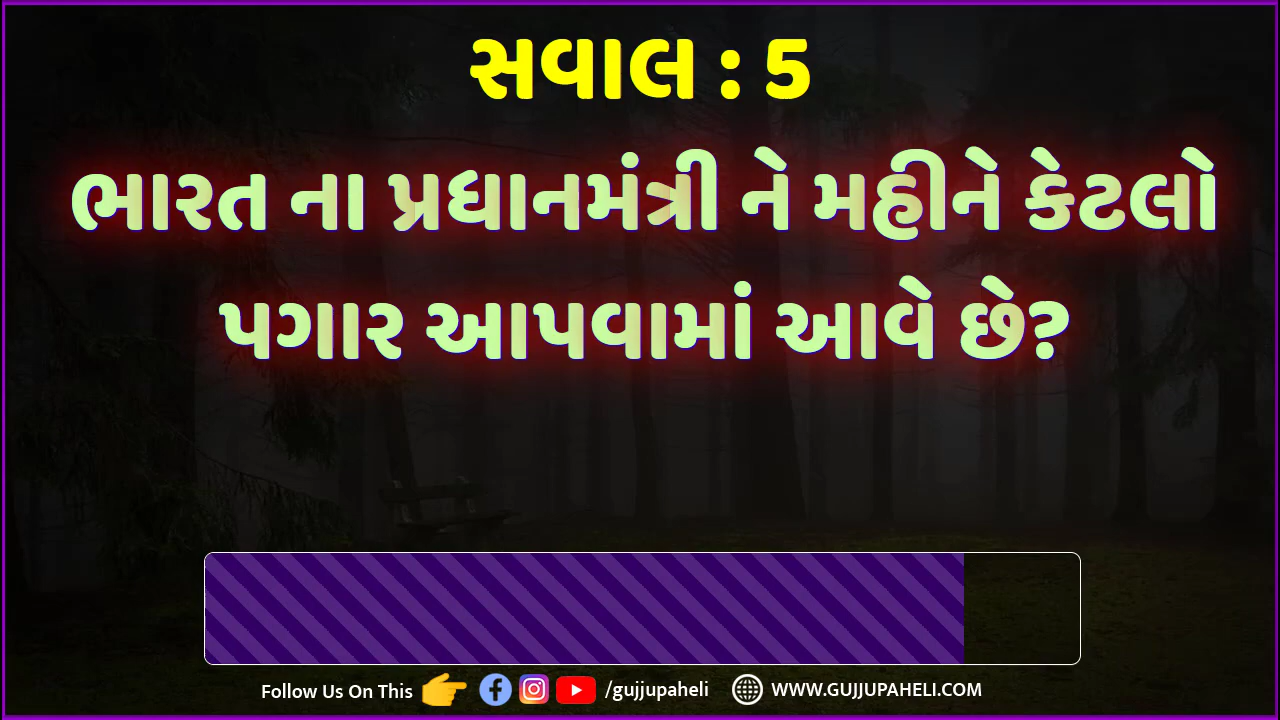 સવાલ : 5
ભારત ના પ્રધાનમંત્રી ને મહીને કેટલો
પગાર આપવામાં આવે છે?
Follow Us On This /gujjupaheli WWW.GUJJUPAHELI.COM